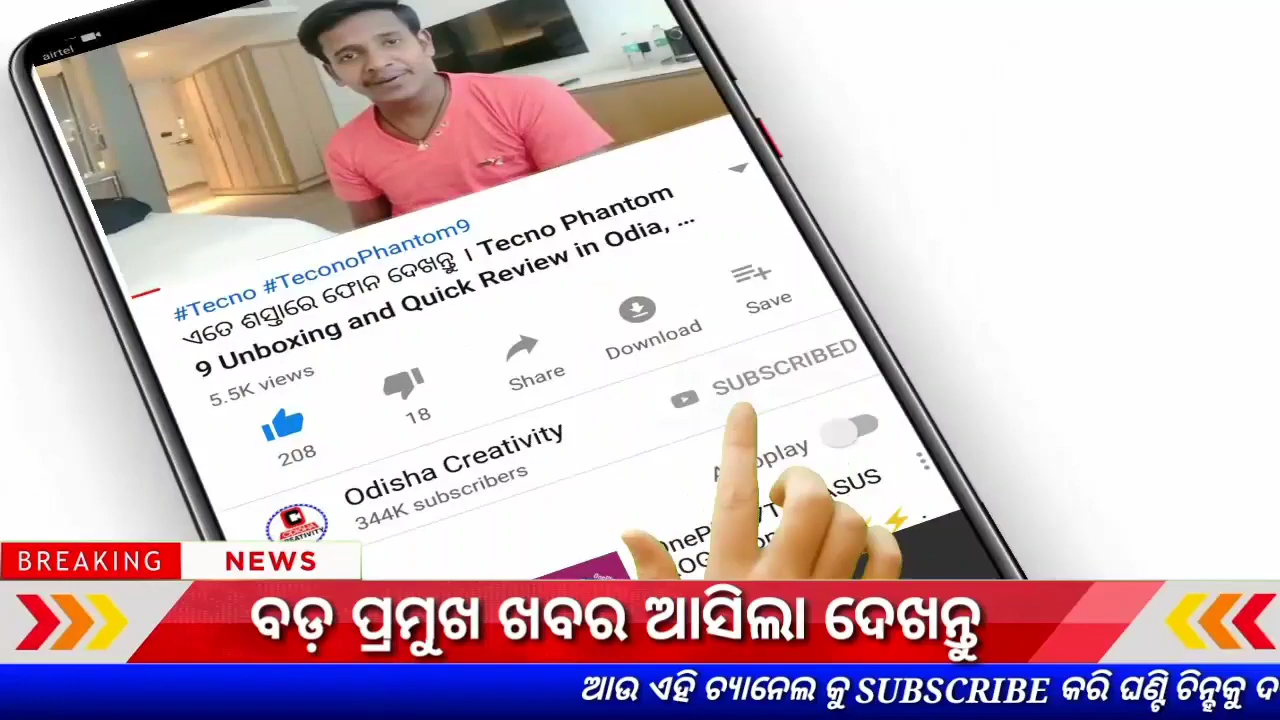 airtel
#Tecno #TeconoPhantom9
ଏତେ ଶସ୍ତାରେ ଫୋନ ଦେଖନ୍ତୁ । Tecno Phantom
9 Unboxing and Quick Review in Odia, ...
5.5K views
208
18
Share
Download
Save
Odisha Creativity
344K subscribers
SUBSCRIBED
ASUS
BREAKING NEWS
ବଡ଼ ପ୍ରମୁଖ ଖବର ଆସିଲା ଦେଖନ୍ତୁ
ଆଉ ଏହି ଚ୍ୟାନେଲ କୁ SUBSCRIBE କରି ଘଣ୍ଟି ଚିହ୍ନକୁ ଦ